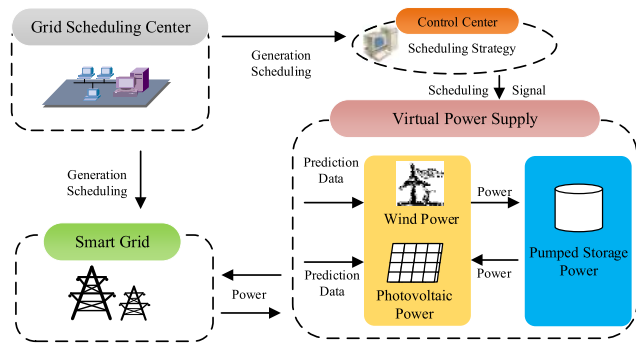 Grid Scheduling Center
Generation
Scheduling
Control Center
Scheduling Strategy
Scheduling Signal
Virtual Power Supply
Generation
Scheduling
Smart Grid
Power
Prediction
Data
Wind Power
Prediction
Data
Photovoltaic
Power
Power
Power
Pumped Storage
Power